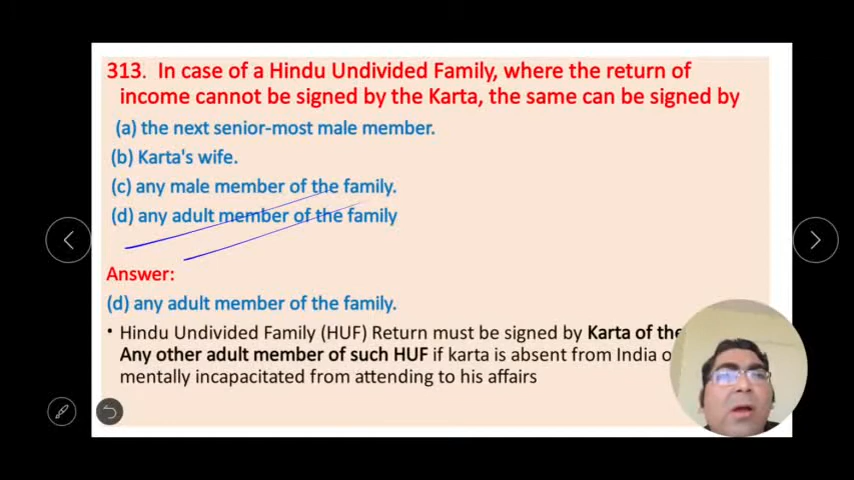 313. In case of a Hindu Undivided Family, where the return of
income cannot be signed by the Karta, the same can be signed by
(a) the next senior-most male member.
(b) Karta's wife.
(c) any male member of the family.
(d) any adult member of the family
Answer:
(d) any adult member of the family.
• Hindu Undivided Family (HUF) Return must be signed by Karta of the
Any other adult member of such HUF if karta is absent from India
mentally incapacitated from attending to his affairs